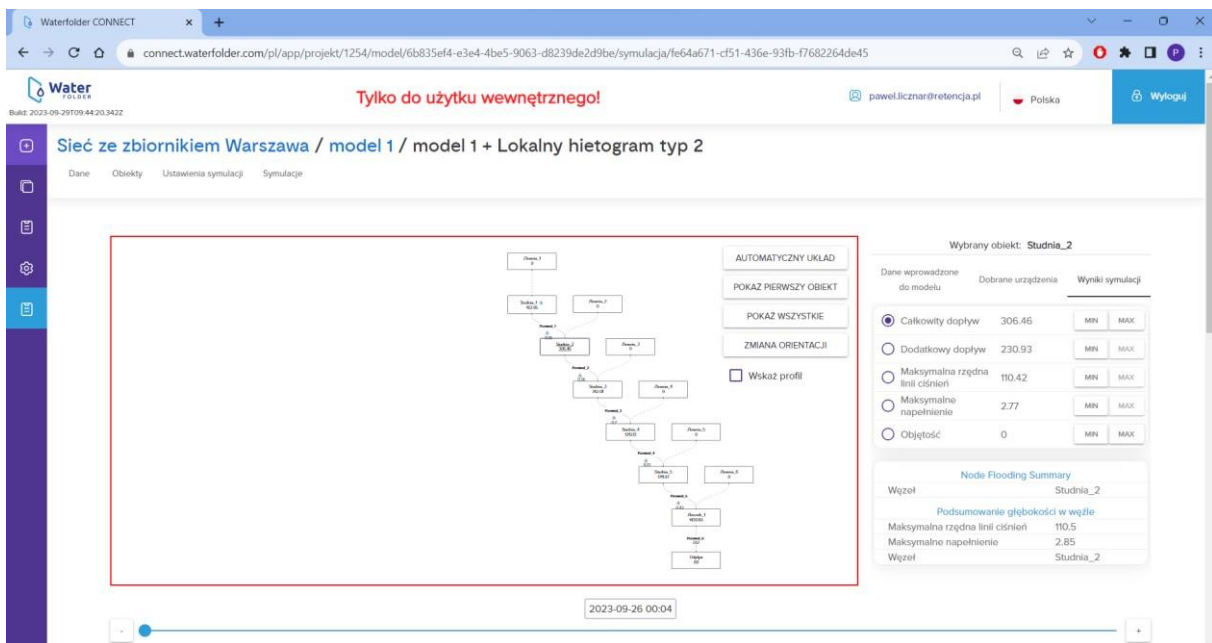 Waterfolder CONNECT
connect.waterfolder.com/pl/app/projekt/1254/model/6b835ef4-e3e4-4be5-9063-d8239de2d9be/symulacja/fe64a671-cf51-436e-93fb-f7682264de45
Water
FOLDER
Build: 2023-09-29T09:44:20.342Z
Tylko do użytku wewnętrznego!
pawel.licznar@retencja.pl
Polska
Wyloguj
Sieć ze zbiornikiem Warszawa / model 1 / model 1 + Lokalny hietogram typ 2
Dane Obiekty Ustawienia symulacji Symulacje
AUTOMATYCZNY UKŁAD
POKAŻ PIERWSZY OBIEKT
POKAŻ WSZYSTKIE
ZMIANA ORIENTACJI
Wskaż profil
Studnia_2
306.46
Wybrany obiekt: Studnia_2
Dane wprowadzone do modelu
Dobrane urządzenia
Wyniki symulacji
Całkowity dopływ 306.46 MIN MAX
Dodatkowy dopływ 230.93 MIN MAX
Maksymalna rzędna linii ciśnień 110.42 MIN MAX
Maksymalne napełnienie 2.77 MIN MAX
Objętość 0 MIN MAX
Node Flooding Summary
Węzeł Studnia_2
Podsumowanie głębokości w węźle
Maksymalna rzędna linii ciśnień 110.5
Maksymalne napełnienie 2.85
Węzeł Studnia_2
2023-09-26 00:04
- +